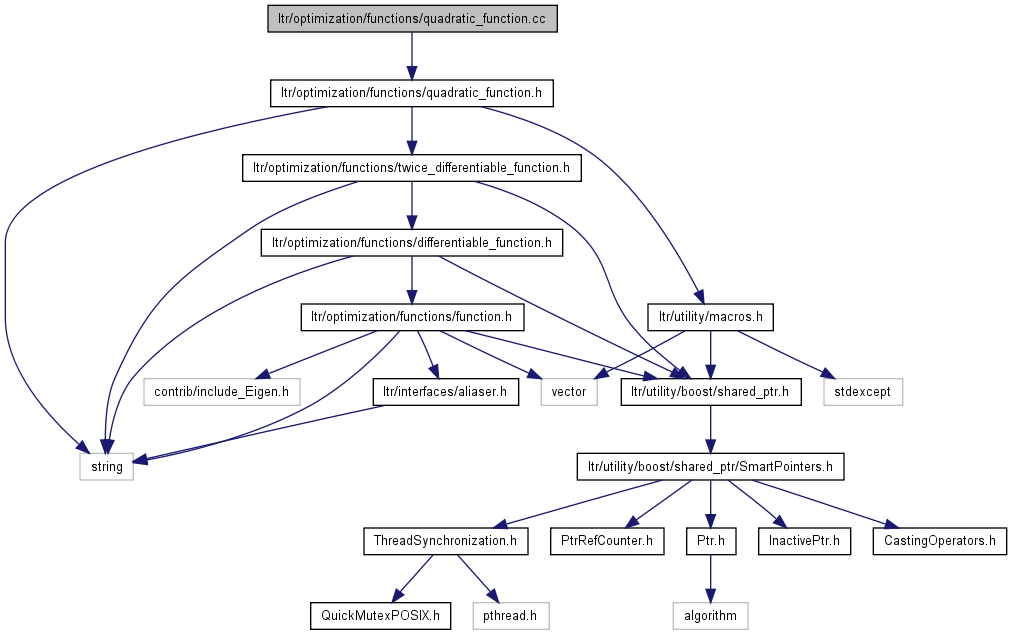 ltr/optimization/functions/quadratic_function.cc
ltr/optimization/functions/quadratic_function.h
ltr/optimization/functions/twice_differentiable_function.h
ltr/optimization/functions/differentiable_function.h
ltr/optimization/functions/function.h
ltr/utility/macros.h
contrib/include_Eigen.h
ltr/interfaces/aliaser.h
vector
ltr/utility/boost/shared_ptr.h
stdexcept
string
ltr/utility/boost/shared_ptr/SmartPointers.h
ThreadSynchronization.h
PtrRefCounter.h
Ptr.h
InactivePtr.h
CastingOperators.h
QuickMutexPOSIX.h
pthread.h
algorithm